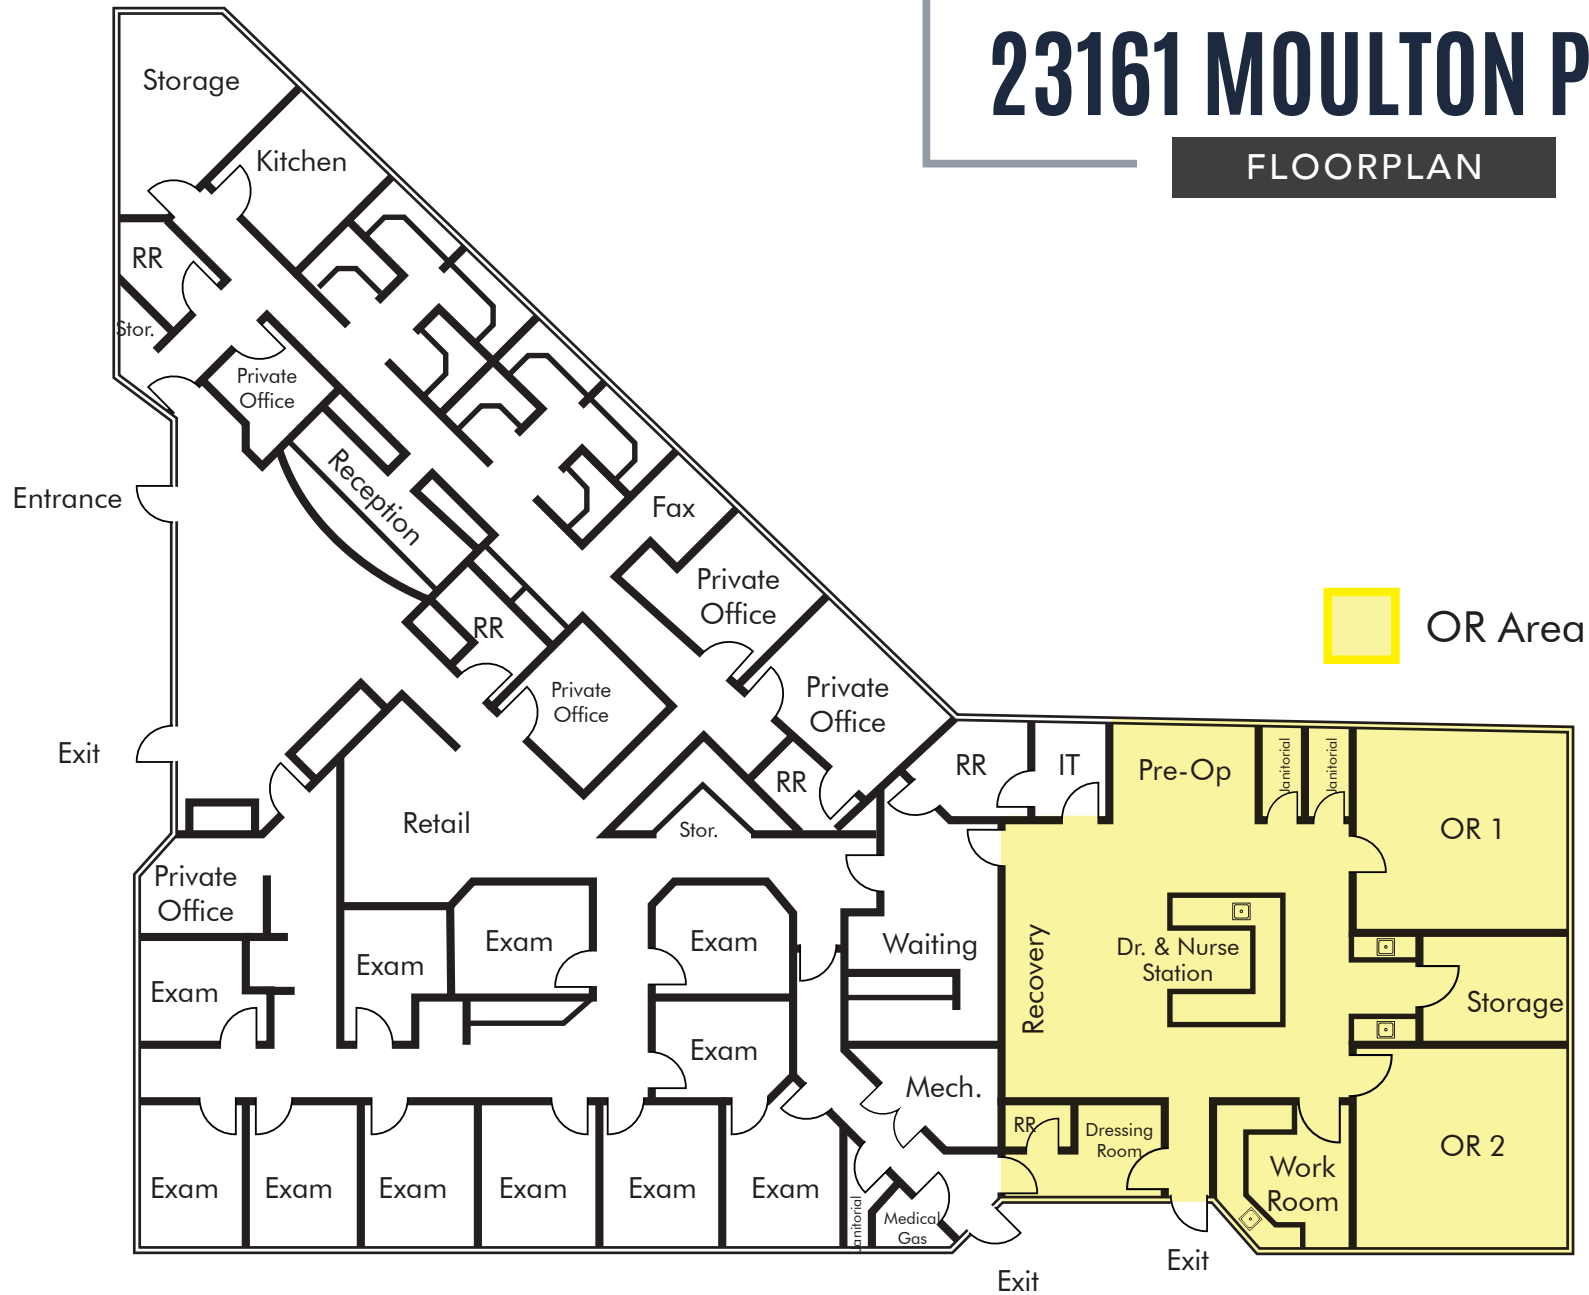 23161 MOULTON P
FLOORPLAN
Storage
Kitchen
RR
Stor.
Private
Office
Reception
Entrance
Fax
Private
Office
RR
OR Area
Private
Office
Private
Office
Exit
RR
IT
Pre-Op
Janitorial
Janitorial
RR
Retail
Stor.
OR 1
Private
Office
Exam
Exam
Waiting
Recovery
Dr. & Nurse
Station
Exam
Exam
Storage
Exam
Mech.
RR
Dressing
Room
OR 2
Work
Room
Exam
Exam
Exam
Exam
Exam
Exam
Janitorial
Medical
Gas
Exit
Exit